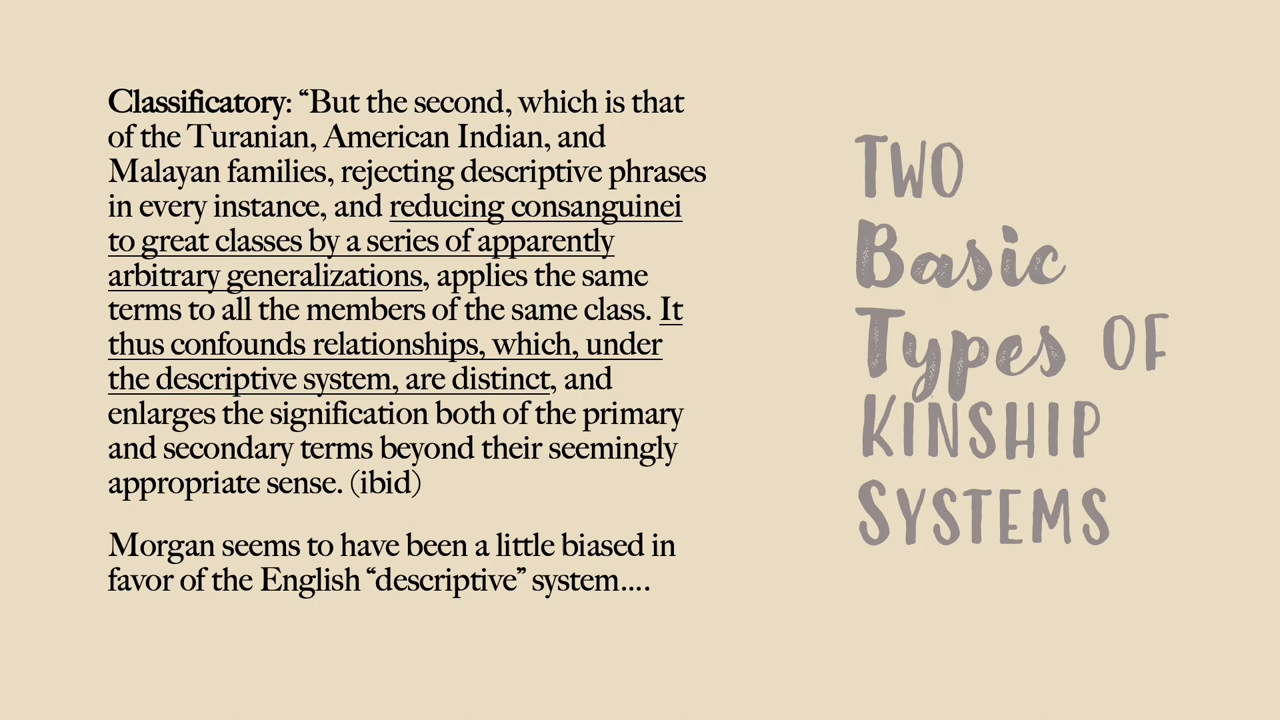 Classificatory: “But the second, which is that
of the Turanian, American Indian, and
Malayan families, rejecting descriptive phrases
in every instance, and reducing consanguinei
to great classes by a series of apparently
arbitrary generalizations, applies the same
terms to all the members of the same class. It
thus confounds relationships, which, under
the descriptive system, are distinct, and
enlarges the signification both of the primary
and secondary terms beyond their seemingly
appropriate sense. (ibid)
Morgan seems to have been a little biased in
favor of the English “descriptive” system....
TWO
Basic
Types OF
KINSHIP
SYSTEMS